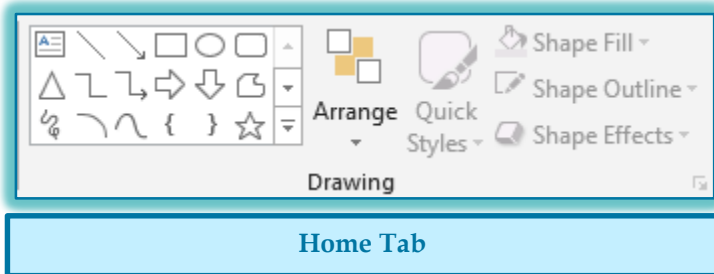 Shape Fill
Shape Outline
Arrange Quick
Styles
Shape Effects
Drawing
Home Tab